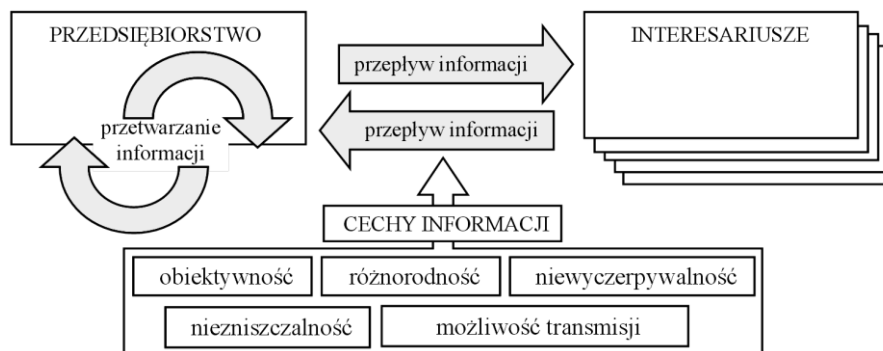 PRZEDSIĘBIORSTWO
INTERESARIUSZE
przepływ informacji
przetwarzanie
informacji
przepływ informacji
CECHY INFORMACJI
obiektywność
różnorodność
niewyczerpywalność
niezniszczalność
możliwość transmisji